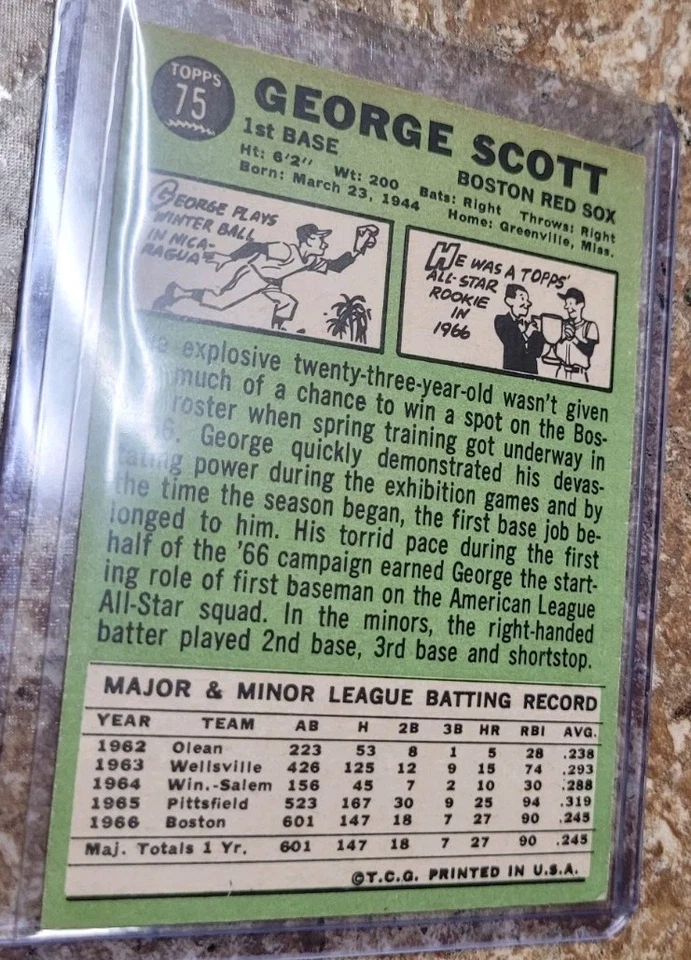 TOPPS
75
GEORGE SCOTT
1st BASE
BOSTON RED SOX
Ht: 6'2" Wt: 200 Bats: Right Throws: Right
Born: March 23, 1944 Home: Greenville, Miss.
GEORGE PLAYS
WINTER BALL
IN NICA-
RAGUA
HE WAS A TOPPS'
ALL-STAR
ROOKIE
IN
1966
explosive twenty-three-year-old wasn't given
much of a chance to win a spot on the Bos-
roster when spring training got underway in
George quickly demonstrated his devas-
tating power during the exhibition games and by
the time the season began, the first base job be-
longed to him. His torrid pace during the first
half of the '66 campaign earned George the start-
ing role of first baseman on the American League
All-Star squad. In the minors, the right-handed
batter played 2nd base, 3rd base and shortstop.
MAJOR & MINOR LEAGUE BATTING RECORD
YEAR TEAM AB H 2B 3B HR RBI AVG.
1962 Olean 223 53 8 1 5 28 .238
1963 Wellsville 426 125 12 9 15 74 .293
1964 Win.-Salem 156 45 7 2 10 30 .288
1965 Pittsfield 523 167 30 9 25 94 .319
1966 Boston 601 147 18 7 27 90 .245
Maj. Totals 1 Yr. 601 147 18 7 27 90 .245
©T.C.G. PRINTED IN U.S.A.